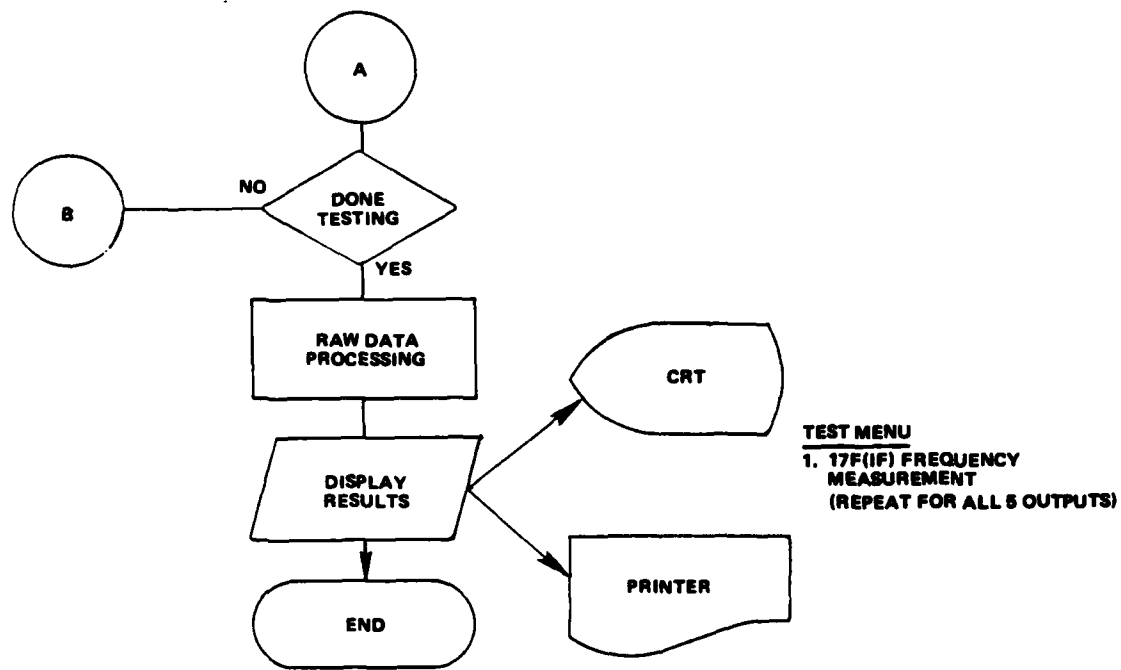 A
B
NO
DONE
TESTING
YES
RAW DATA
PROCESSING
CRT
TEST MENU
1. 17F(IF) FREQUENCY
MEASUREMENT
(REPEAT FOR ALL 5 OUTPUTS)
DISPLAY
RESULTS
PRINTER
END